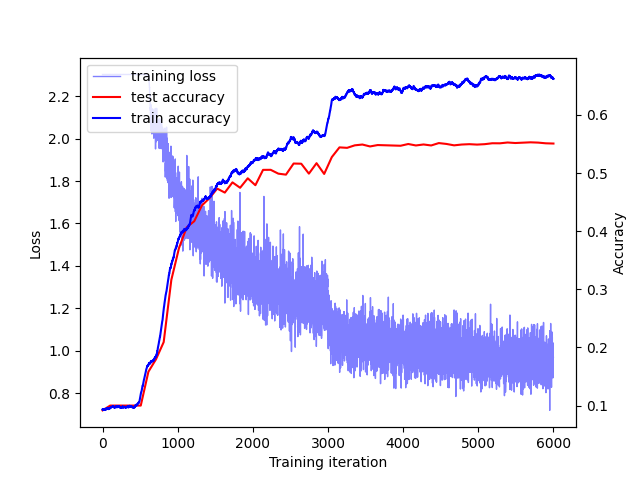 training loss
test accuracy
train accuracy
2.2
2.0
1.8
1.6
1.4
1.2
1.0
0.8
Loss
0.6
0.5
0.4
0.3
0.2
0.1
Accuracy
0 1000 2000 3000 4000 5000 6000
Training iteration